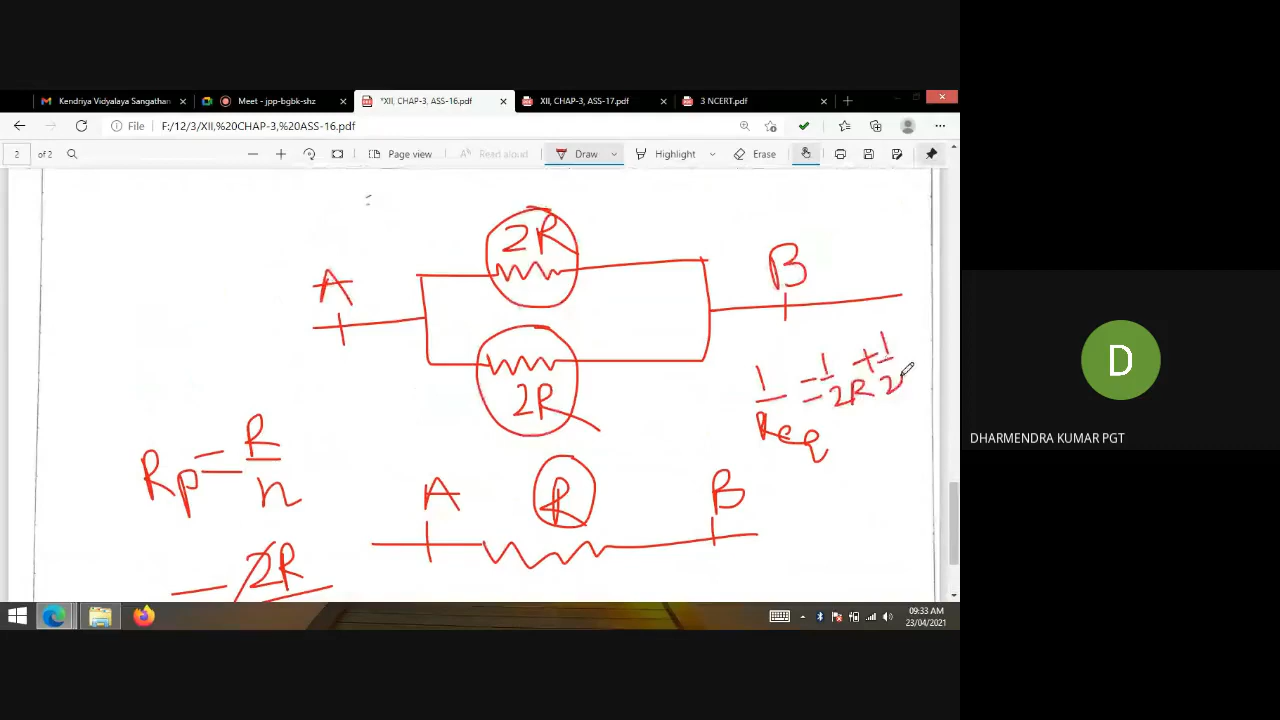 Kendriya Vidyalaya Sangathan
Meet - jpp-bgbk-shz
*XII, CHAP-3, ASS-16.pdf
XII, CHAP-3, ASS-17.pdf
3 NCERT.pdf
File
F:/12/3/XII,%20CHAP-3,%20ASS-16.pdf
2 of 2
Page view
Read aloud
Draw
Highlight
Erase
2R
A
B
2R
1/Req = 1/2R + 1/2
Rp = R/n
A
R
B
= 2R
DHARMENDRA KUMAR PGT
D
09:33 AM
23/04/2021